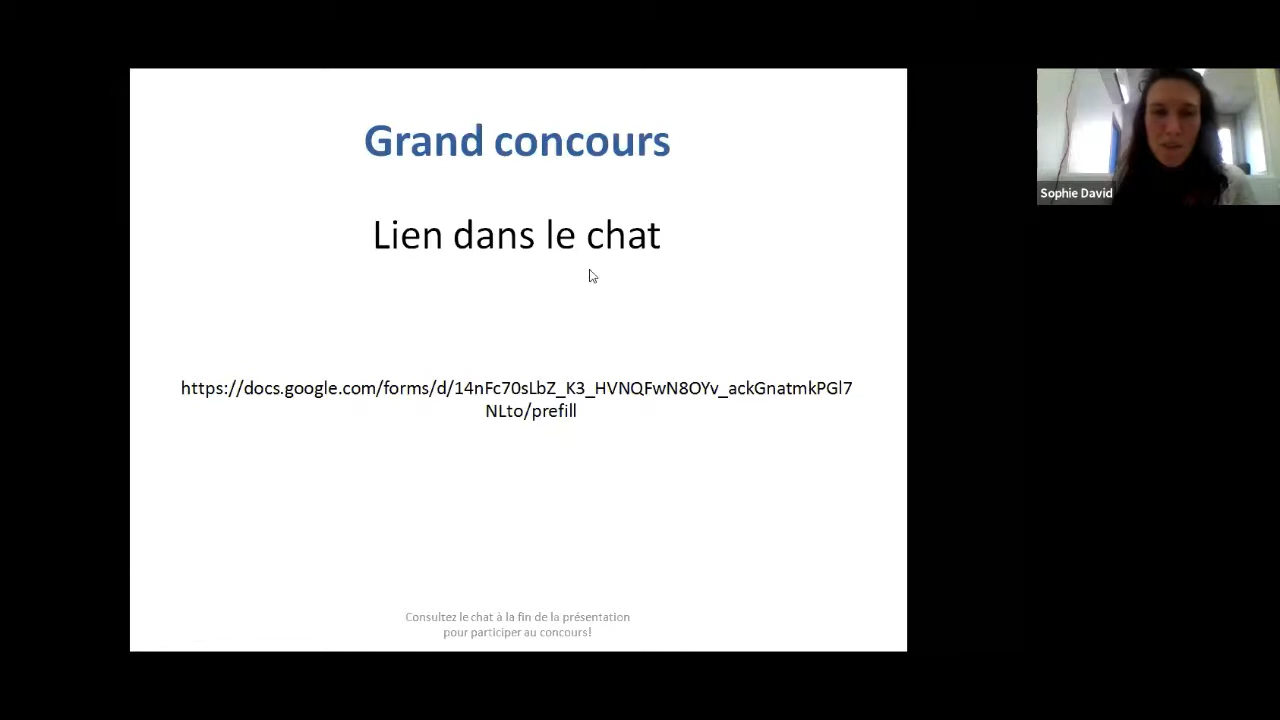 Grand concours
Lien dans le chat
https://docs.google.com/forms/d/14nFc70sLbZ_K3_HVNQFwN8OYv_ackGnatmkPGl7
NLto/prefill
Consultez le chat à la fin de la présentation
pour participer au concours!
Sophie David